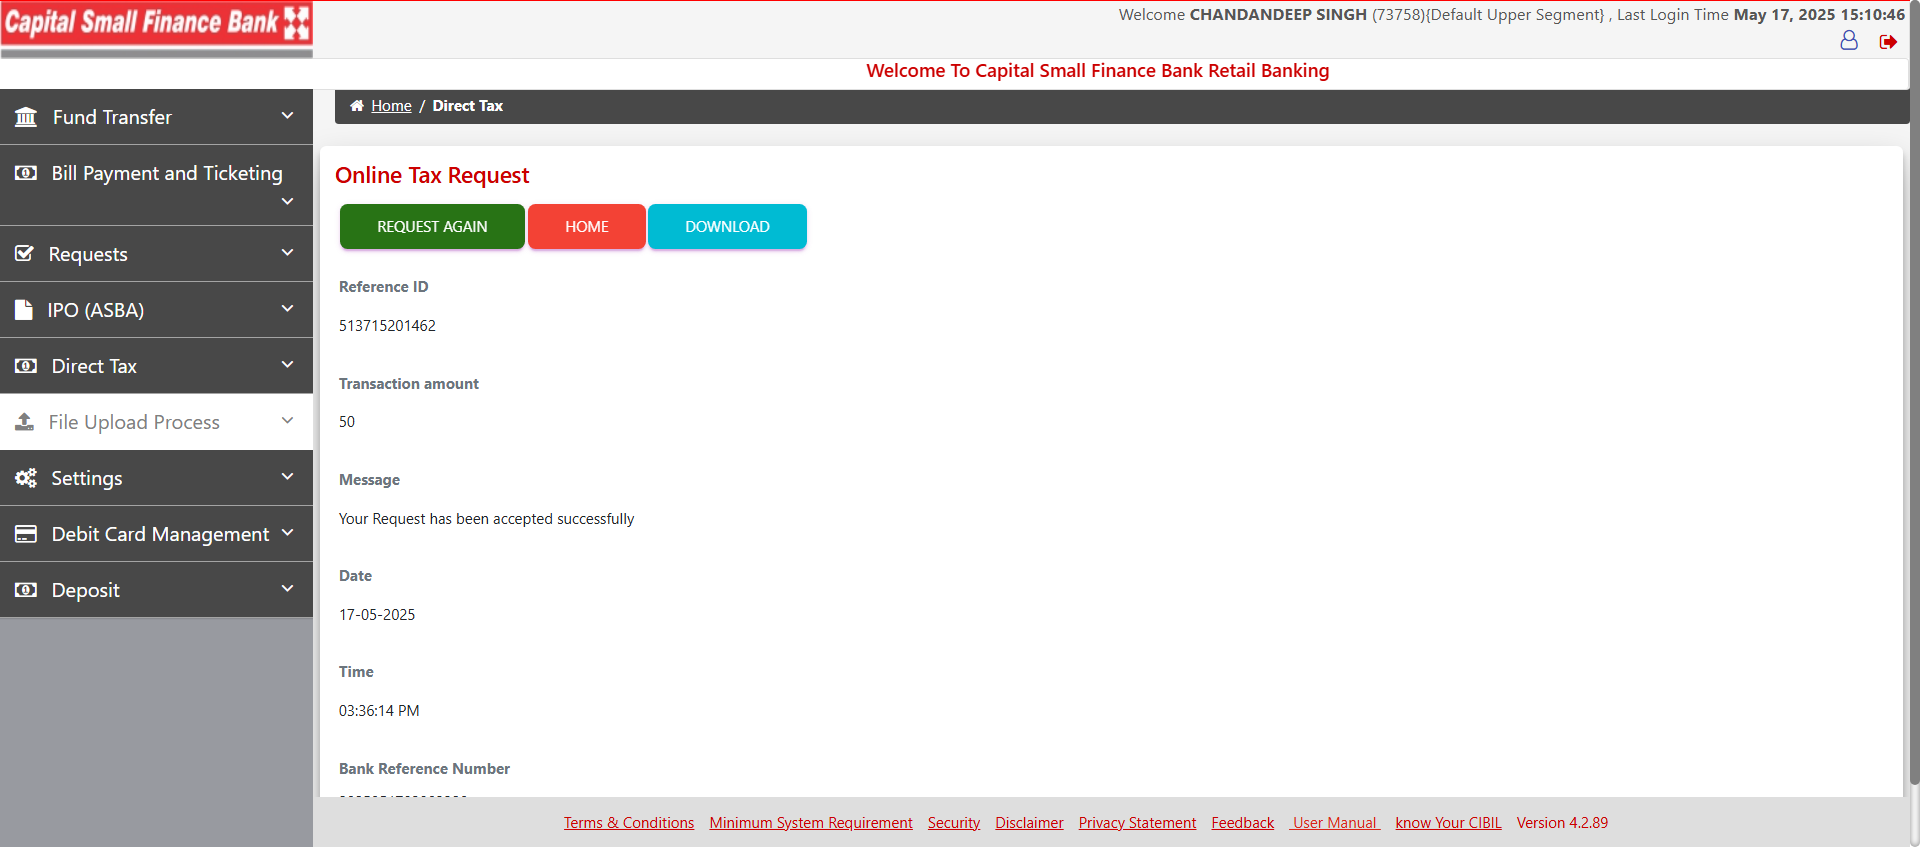 Capital Small Finance Bank
Welcome CHANDANDEEP SINGH (73758){Default Upper Segment} , Last Login Time May 17, 2025 15:10:46
Welcome To Capital Small Finance Bank Retail Banking
Fund Transfer
Bill Payment and Ticketing
Requests
IPO (ASBA)
Direct Tax
File Upload Process
Settings
Debit Card Management
Deposit
Home / Direct Tax
Online Tax Request
REQUEST AGAIN HOME DOWNLOAD
Reference ID
513715201462
Transaction amount
50
Message
Your Request has been accepted successfully
Date
17-05-2025
Time
03:36:14 PM
Bank Reference Number
Terms & Conditions Minimum System Requirement Security Disclaimer Privacy Statement Feedback User Manual know Your CIBIL Version 4.2.89